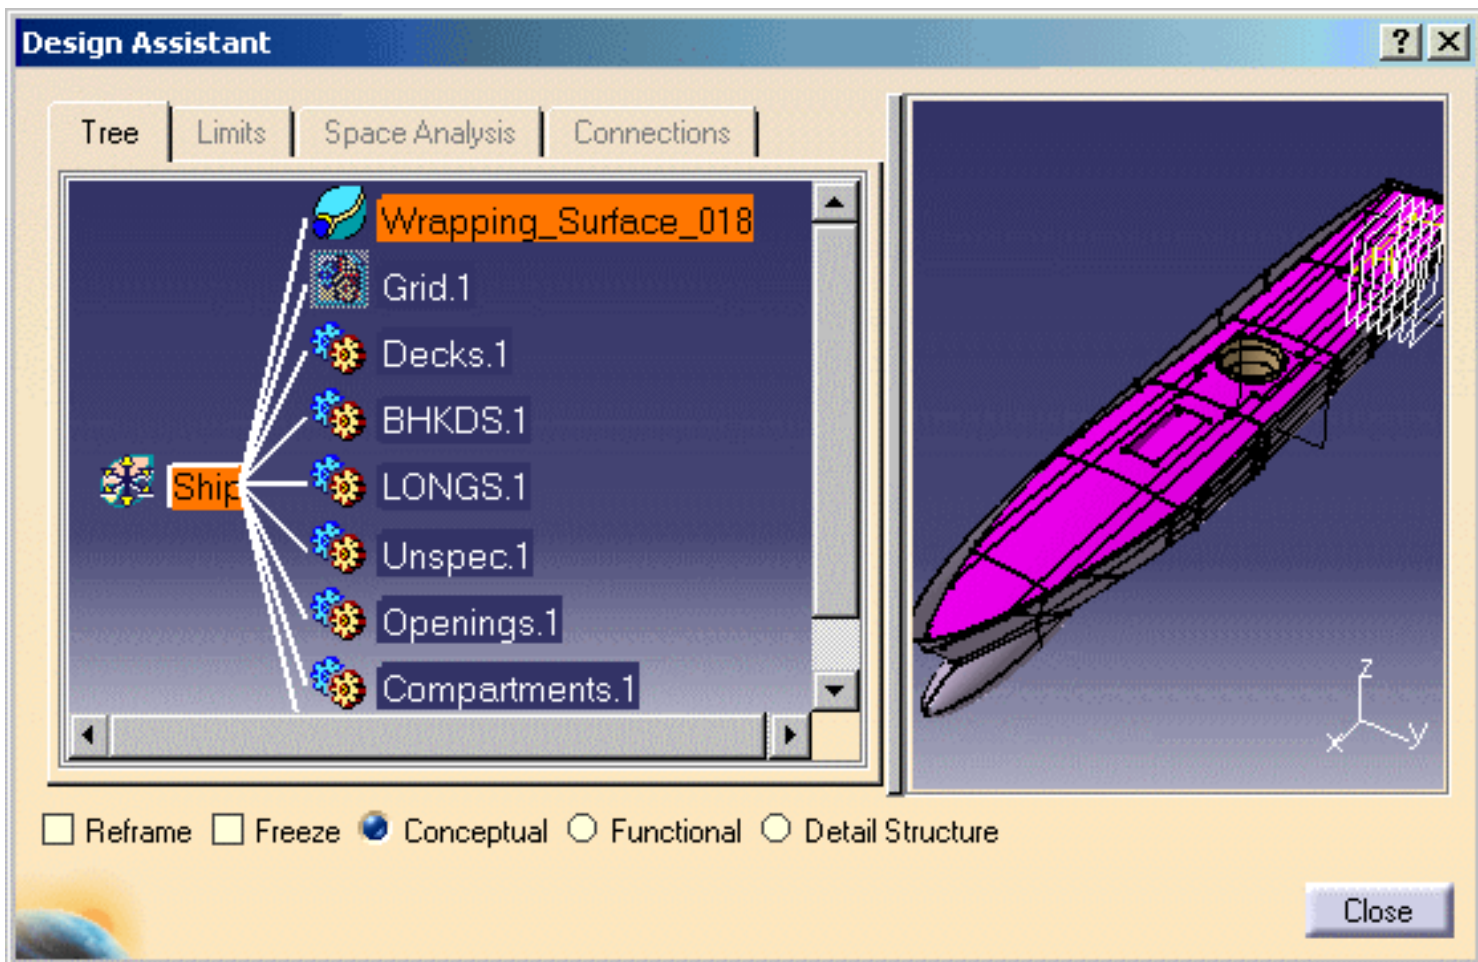 Design Assistant
Tree Limits Space Analysis Connections
Wrapping_Surface_018
Grid.1
Decks.1
BHKDS.1
LONGS.1
Ship
Unspec.1
Openings.1
Compartments.1
z
x y
Reframe Freeze Conceptual Functional Detail Structure
Close